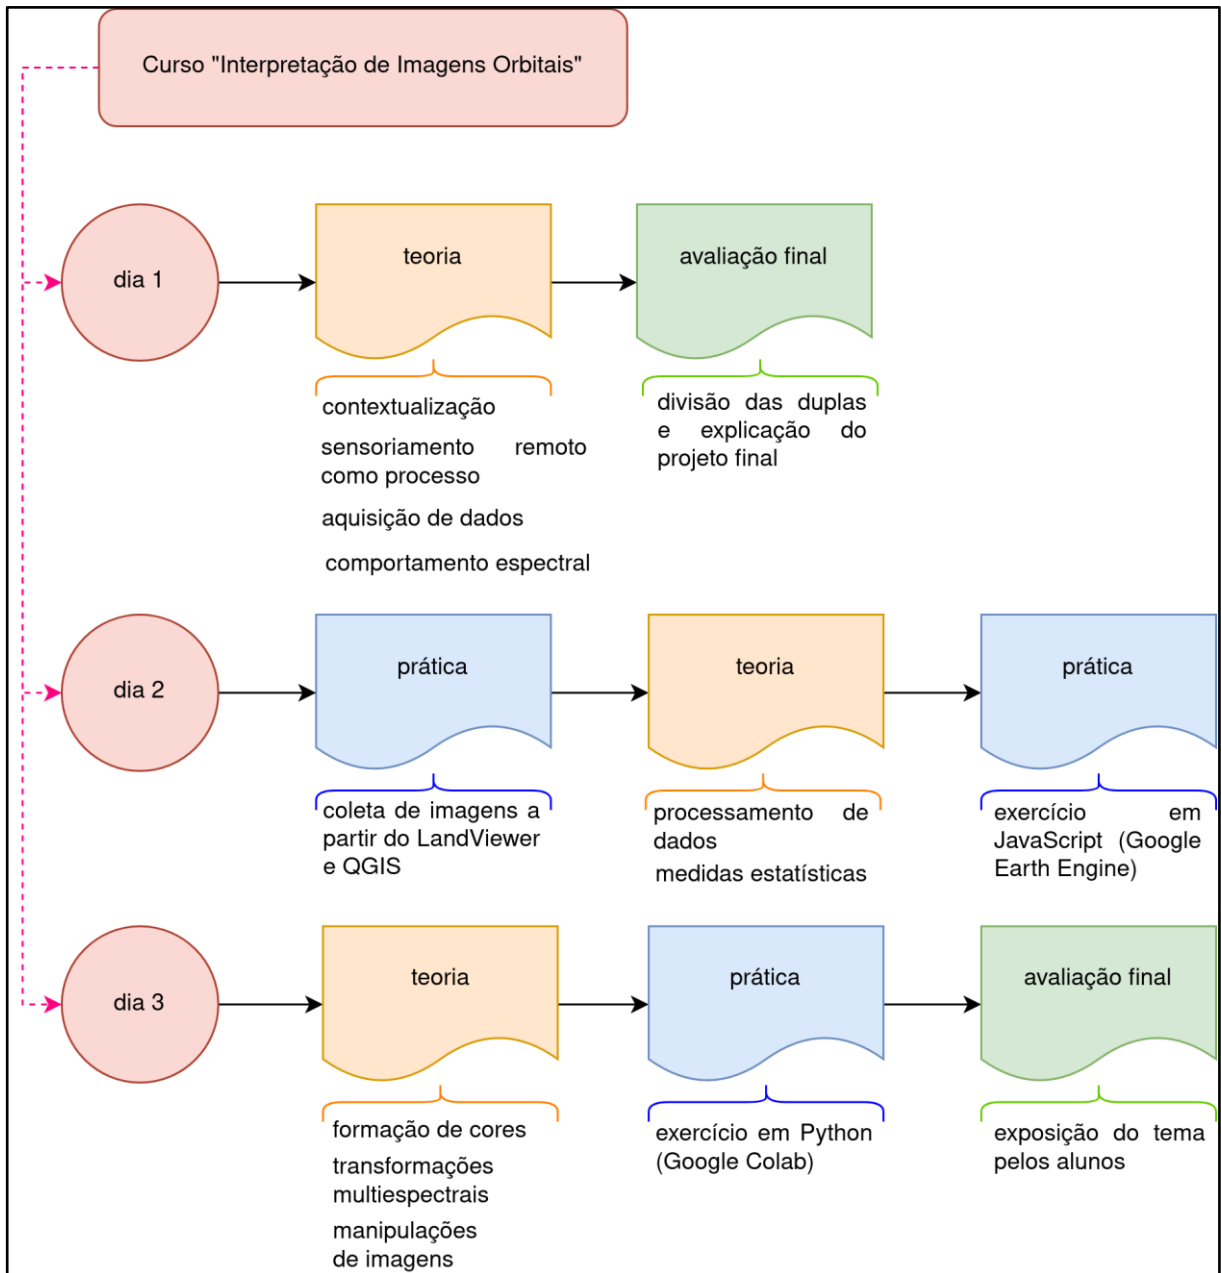 Curso "Interpretação de Imagens Orbitais"
dia 1
teoria
avaliação final
contextualização
sensoriamento remoto
como processo
aquisição de dados
comportamento espectral
divisão das duplas
e explicação do
projeto final
dia 2
prática
teoria
prática
coleta de imagens a
partir do LandViewer
e QGIS
processamento de
dados
medidas estatísticas
exercício em
JavaScript (Google
Earth Engine)
dia 3
teoria
prática
avaliação final
formação de cores
transformações
multiespectrais
manipulações
de imagens
exercício em Python
(Google Colab)
exposição do tema
pelos alunos